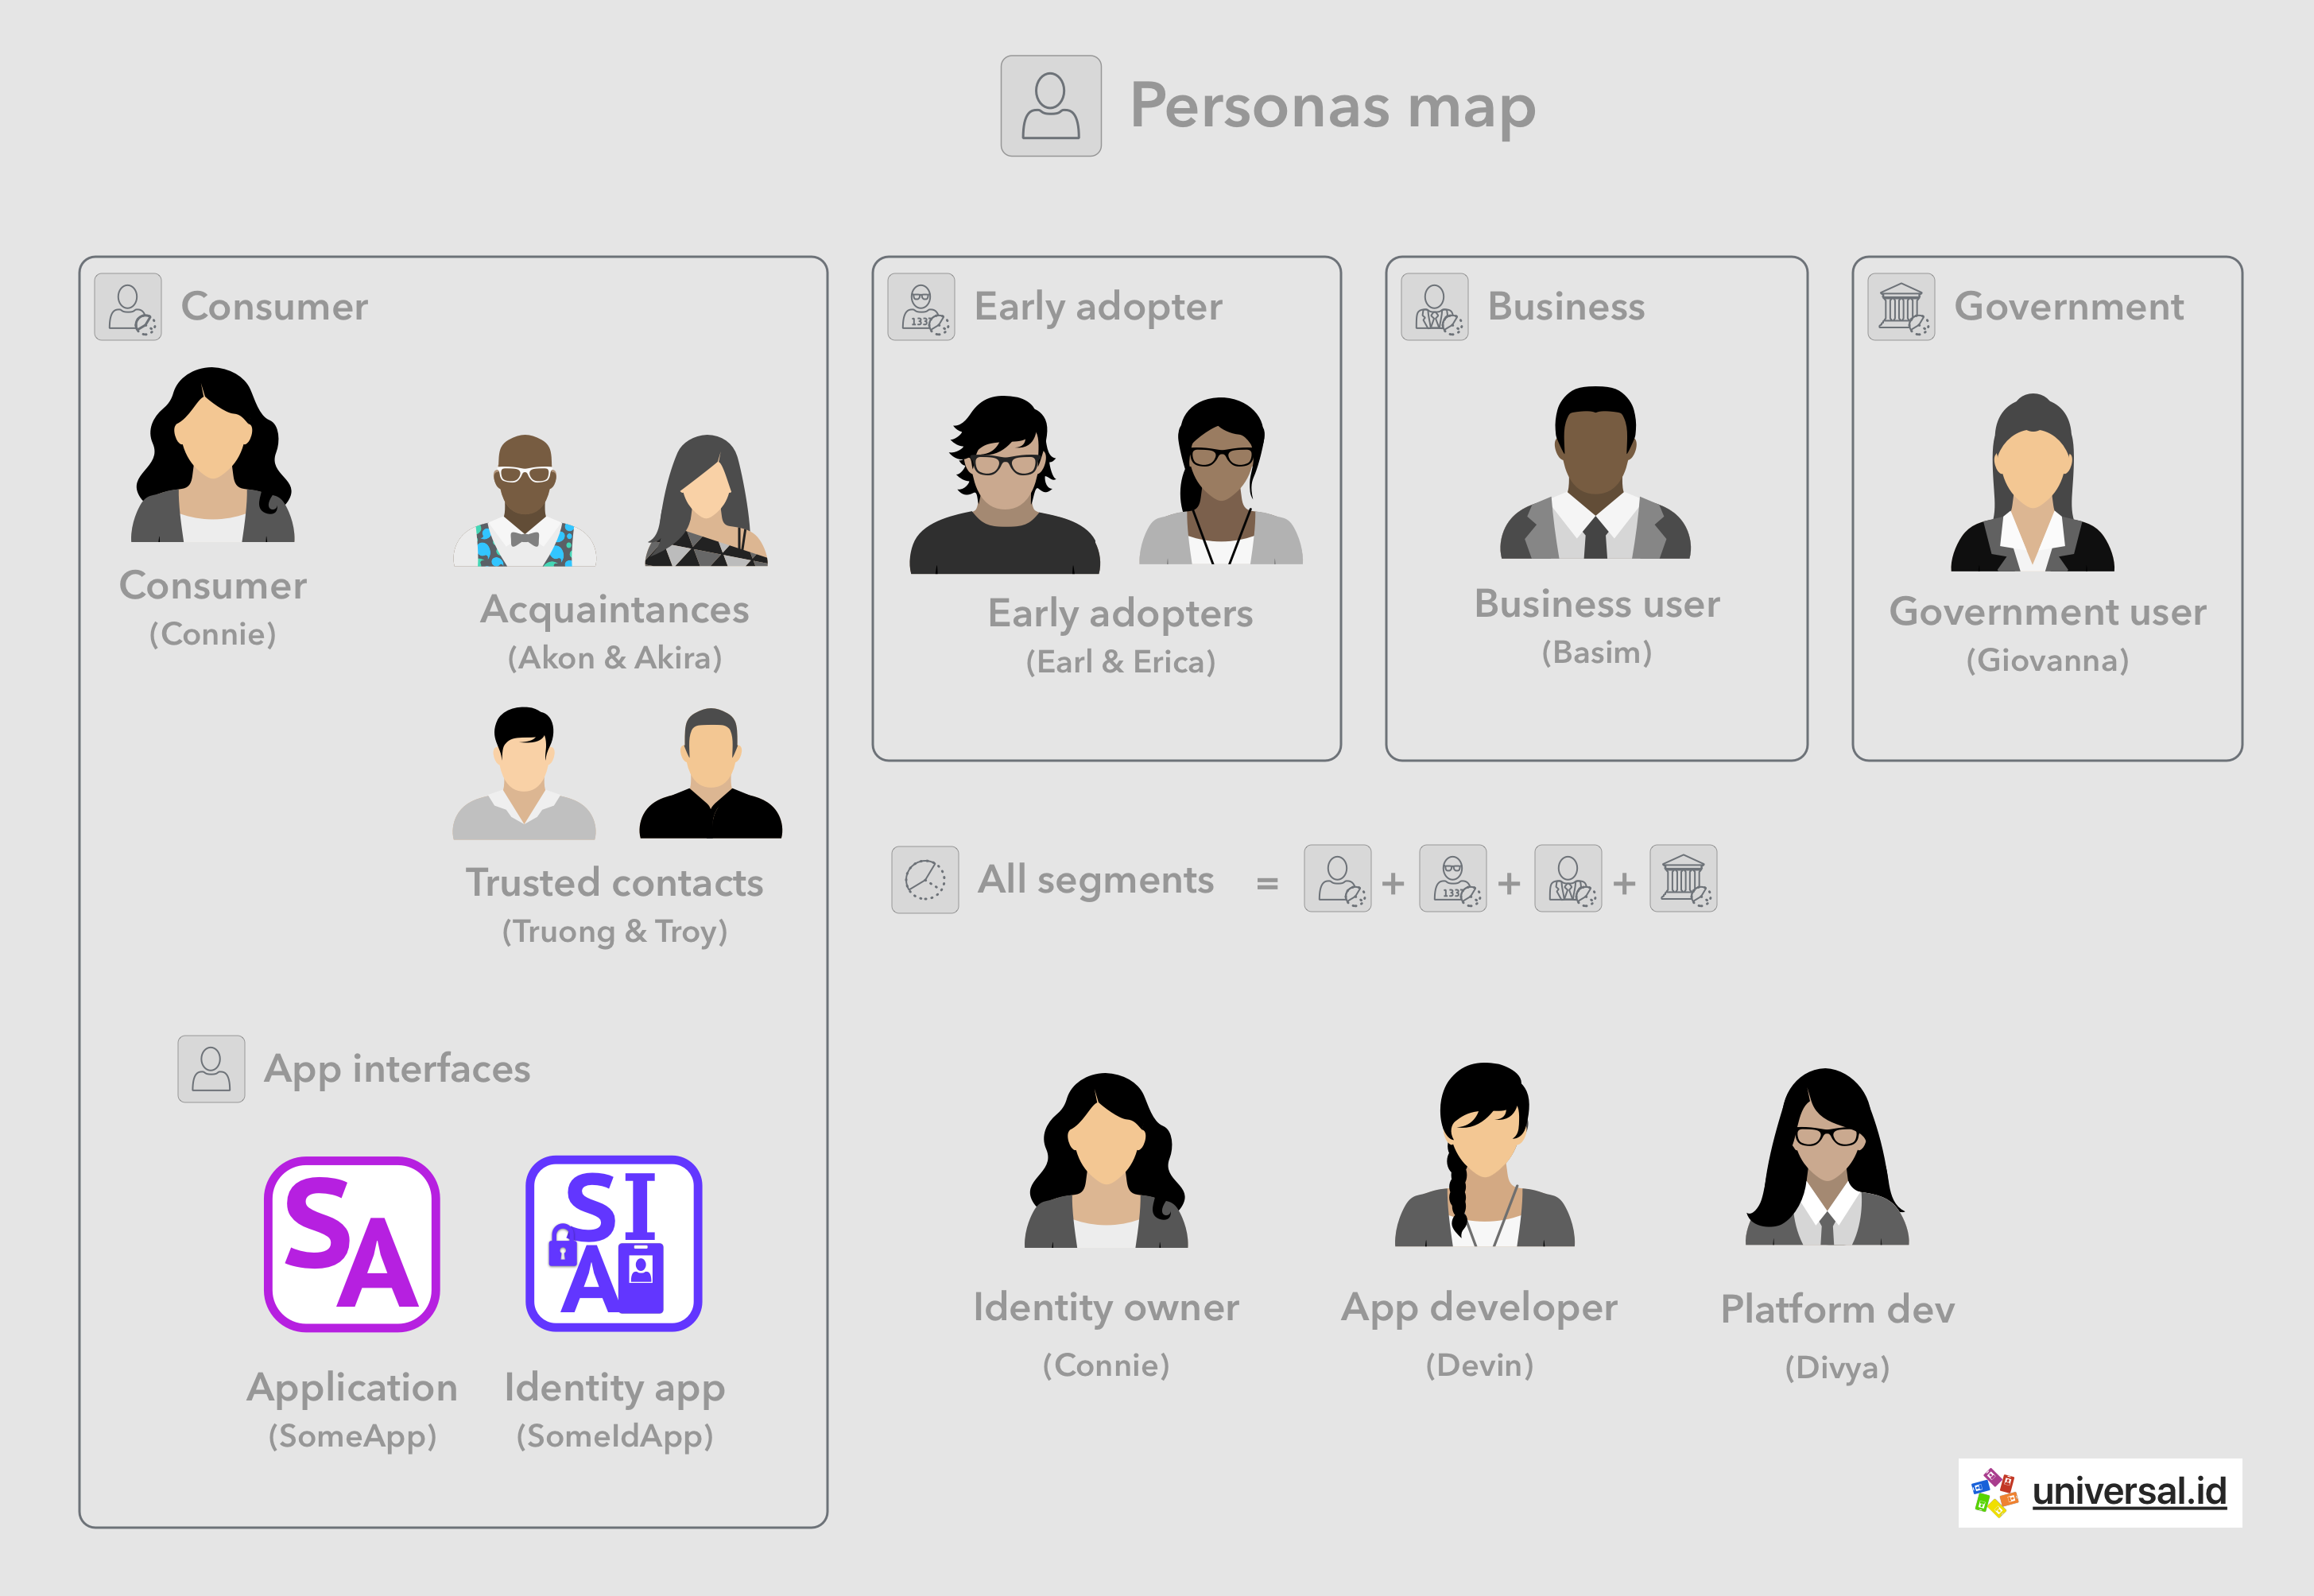 Personas map
Consumer
Consumer
(Connie)
Acquaintances
(Akon & Akira)
Trusted contacts
(Truong & Troy)
App interfaces
SA
Application
(SomeApp)
SI
A
Identity app
(SomeIdApp)
Early adopter
133
Early adopters
(Earl & Erica)
Business
Business user
(Basim)
Government
Government user
(Giovanna)
All segments = + 133 + +
Identity owner
(Connie)
App developer
(Devin)
Platform dev
(Divya)
universal.id